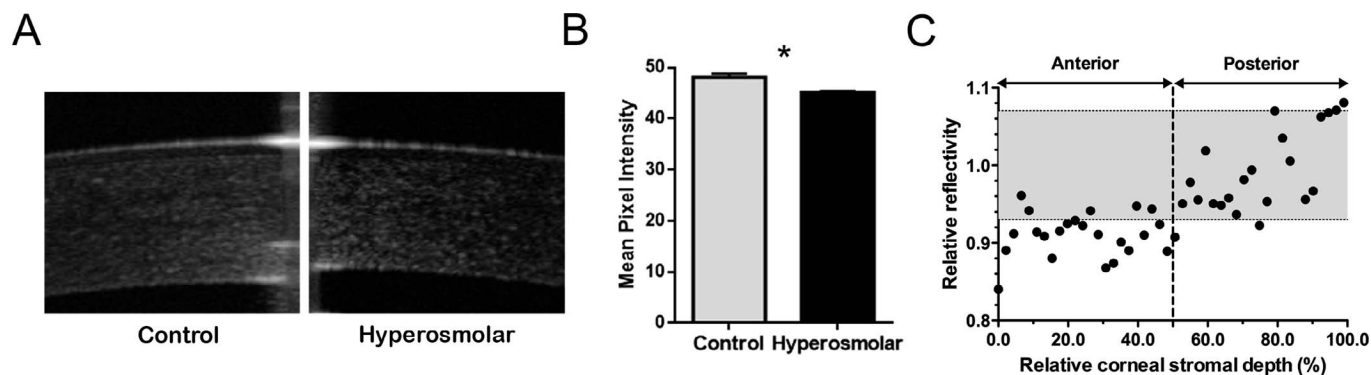 A
Control
Hyperosmolar
B
*
Mean Pixel Intensity
50
40
30
20
10
0
Control
Hyperosmolar
C
Anterior
Posterior
Relative reflectivity
1.1
1.0
0.9
0.8
0.0
20.0
40.0
60.0
80.0
100.0
Relative corneal stromal depth (%)